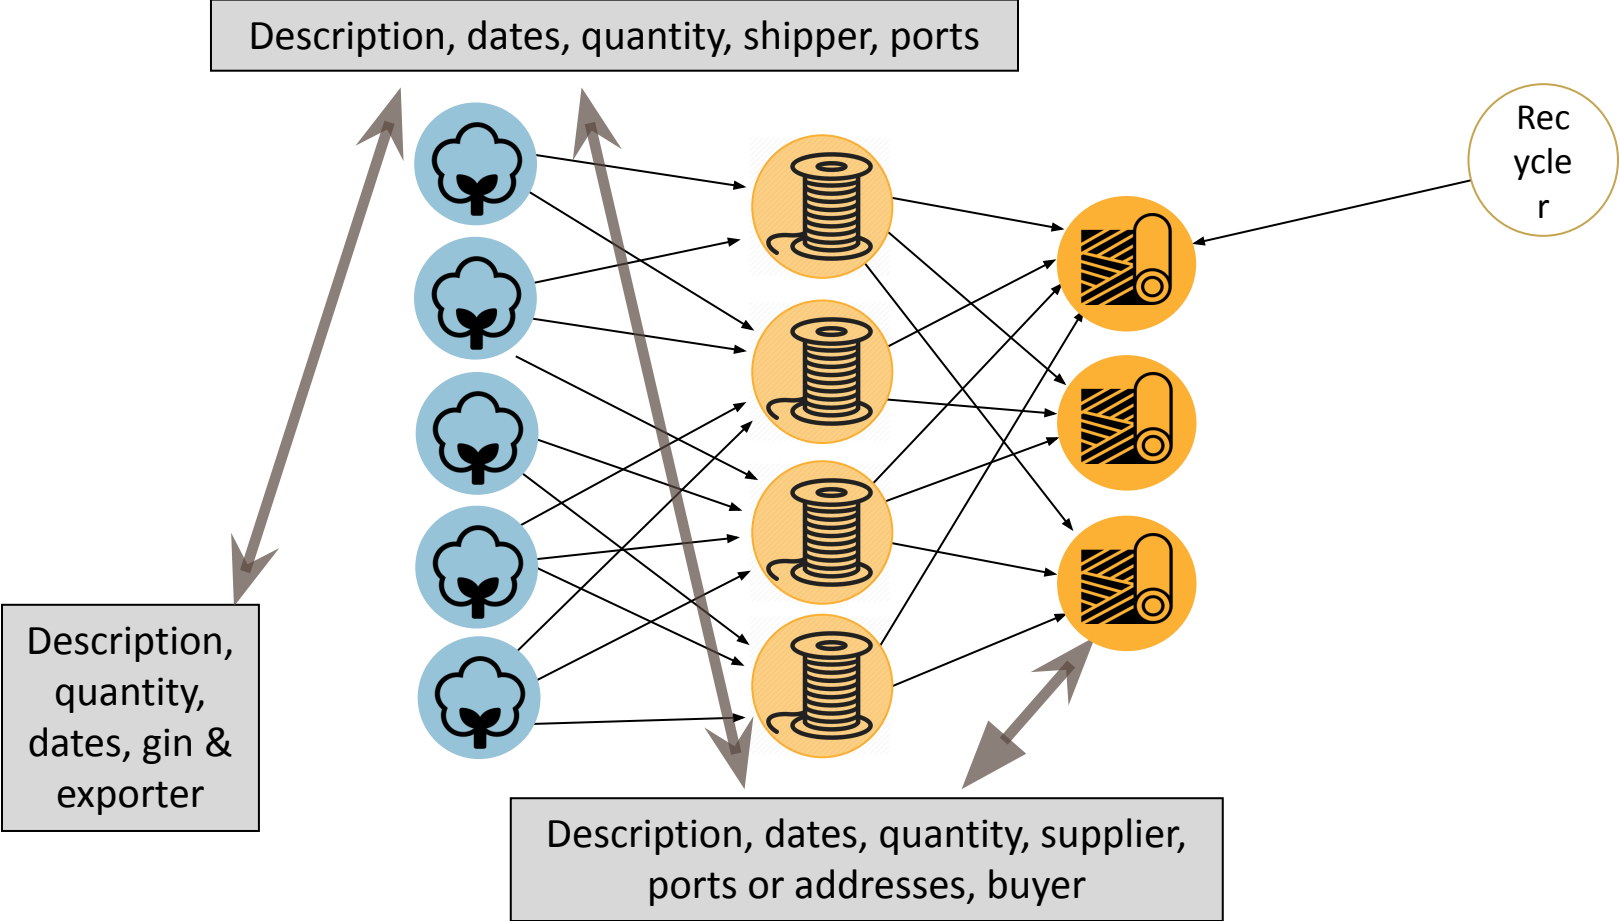 Description, dates, quantity, shipper, ports
Rec
ycle
r
Description,
quantity,
dates, gin &
exporter
Description, dates, quantity, supplier,
ports or addresses, buyer